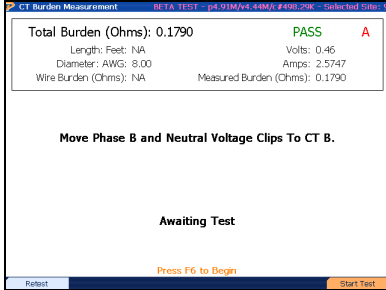 CT Burden Measurement BETA TEST - p4.91M/v4.44M/c#498.29K - Selected Site:
Total Burden (Ohms): 0.1790 PASS A
Length: Feet: NA Volts: 0.46
Diameter: AWG: 8.00 Amps: 2.5747
Wire Burden (Ohms): NA Measured Burden (Ohms): 0.1790
Move Phase B and Neutral Voltage Clips To CT B.
Awaiting Test
Press F6 to Begin
Retest Start Test